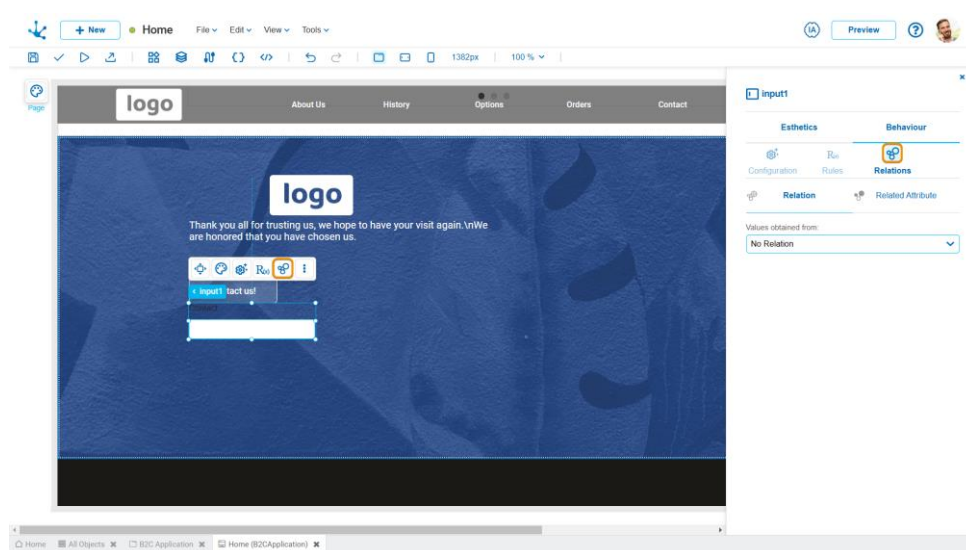 + New
Home
File
Edit
View
Tools
IA
Preview
?
1382px
100 %
Page
logo
About Us
History
Options
Orders
Contact
logo
Thank you all for trusting us, we hope to have your visit again.\nWe
are honored that you have chosen us.
< input1
tact us!
input1
Esthetics
Behaviour
Configuration
Rules
Relations
Relation
Related Attribute
Values obtained from:
No Relation
Home
All Objects
B2C Application
Home (B2CApplication)